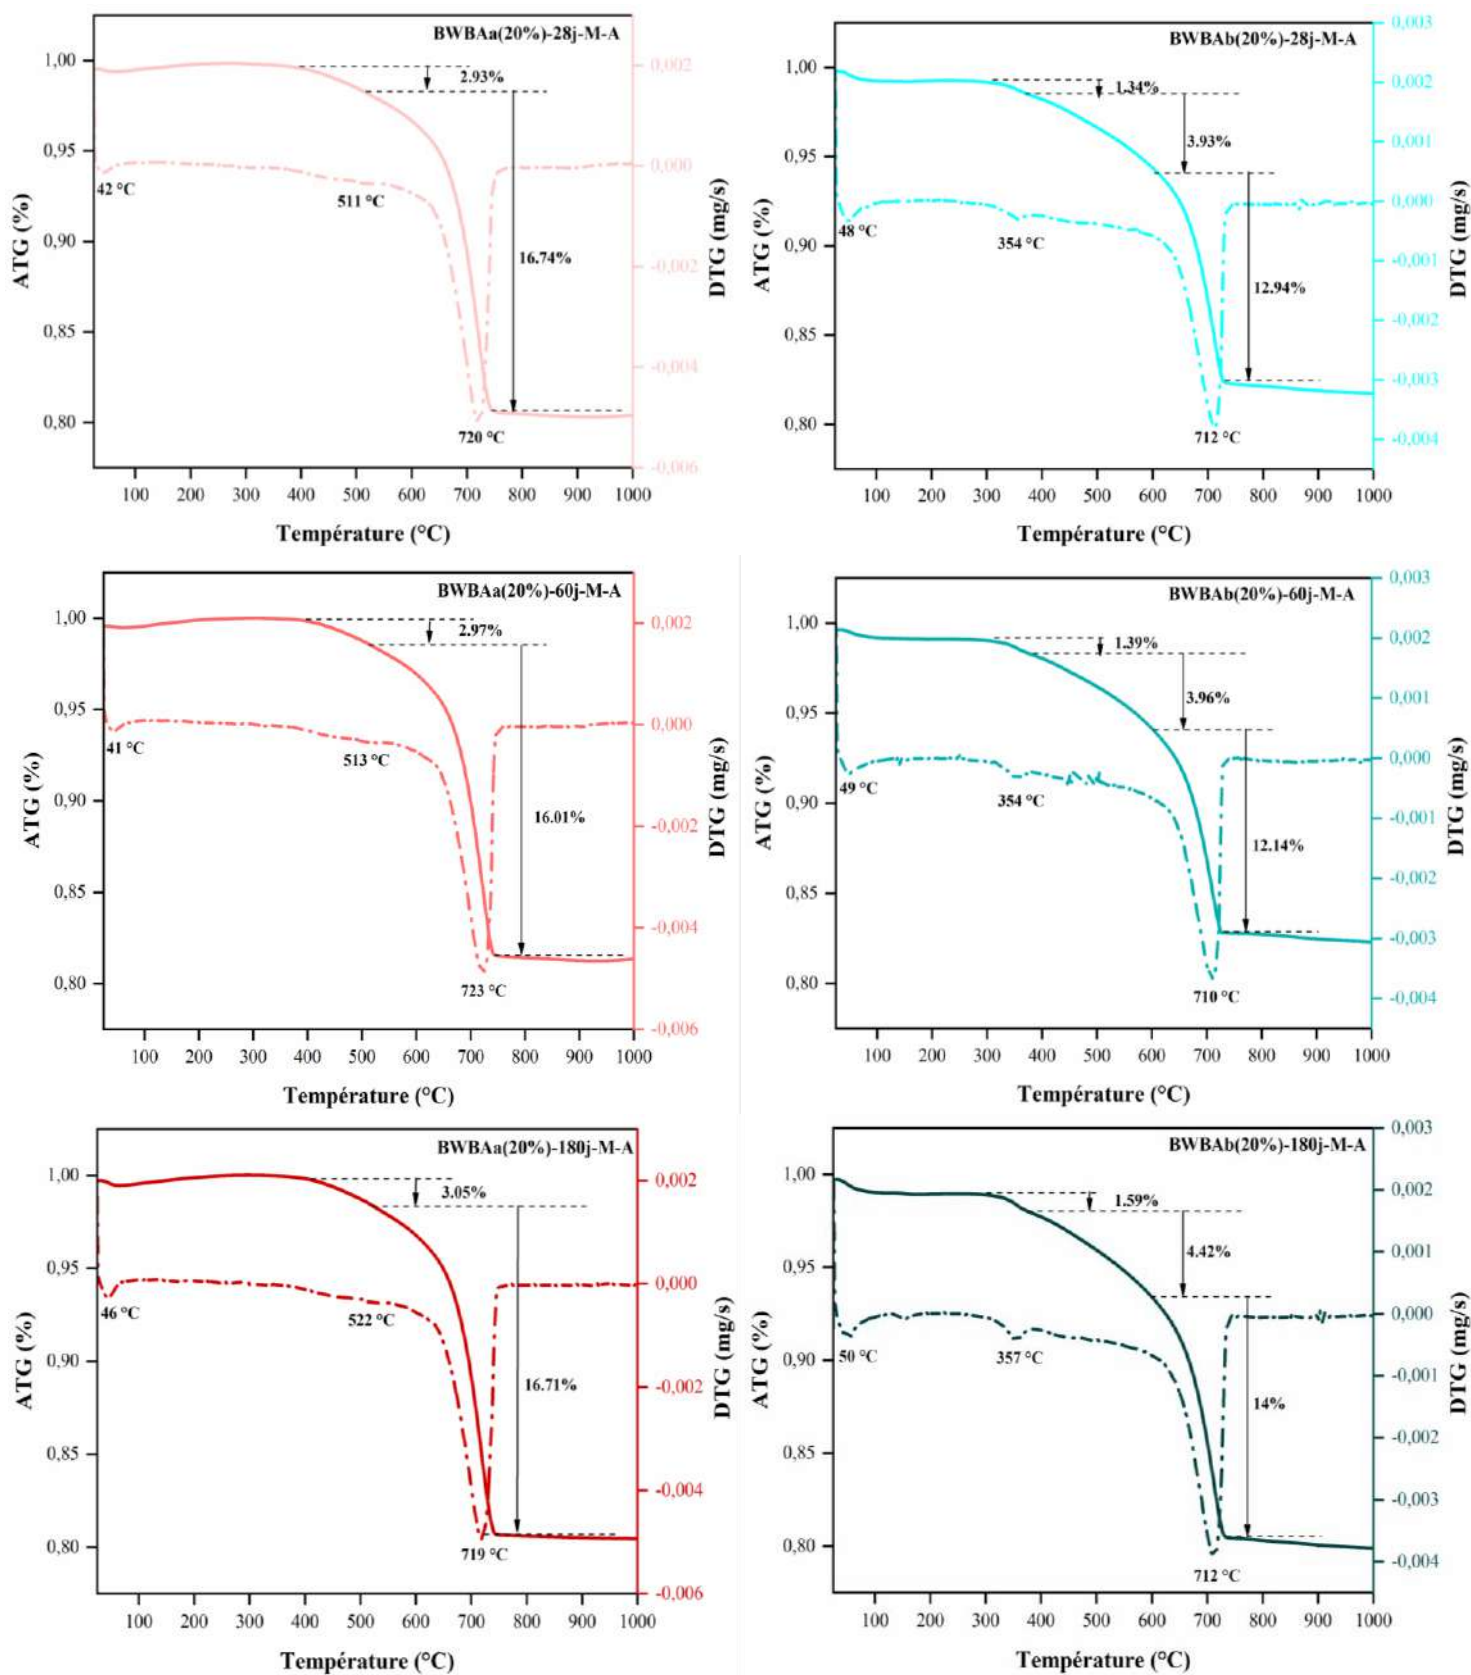 BWBAa(20%)-28j-M-A
1,00
0,95
0,90
0,85
0,80
ATG (%)
0,002
0,000
-0,002
-0,004
-0,006
DTG (mg/s)
2.93%
16.74%
42 °C
511 °C
720 °C
100 200 300 400 500 600 700 800 900 1000
Température (°C)
BWBAb(20%)-28j-M-A
1,00
0,95
0,90
0,85
0,80
ATG (%)
0,003
0,002
0,001
0,000
-0,001
-0,002
-0,003
-0,004
DTG (mg/s)
1.34%
3.93%
12.94%
48 °C
354 °C
712 °C
100 200 300 400 500 600 700 800 900 1000
Température (°C)
BWBAa(20%)-60j-M-A
1,00
0,95
0,90
0,85
0,80
ATG (%)
0,002
0,000
-0,002
-0,004
-0,006
DTG (mg/s)
2.97%
16.01%
41 °C
513 °C
723 °C
100 200 300 400 500 600 700 800 900 1000
Température (°C)
BWBAb(20%)-60j-M-A
1,00
0,95
0,90
0,85
0,80
ATG (%)
0,003
0,002
0,001
0,000
-0,001
-0,002
-0,003
-0,004
DTG (mg/s)
1.39%
3.96%
12.14%
49 °C
354 °C
710 °C
100 200 300 400 500 600 700 800 900 1000
Température (°C)
BWBAa(20%)-180j-M-A
1,00
0,95
0,90
0,85
0,80
ATG (%)
0,002
0,000
-0,002
-0,004
-0,006
DTG (mg/s)
3.05%
16.71%
46 °C
522 °C
719 °C
100 200 300 400 500 600 700 800 900 1000
Température (°C)
BWBAb(20%)-180j-M-A
1,00
0,95
0,90
0,85
0,80
ATG (%)
0,003
0,002
0,001
0,000
-0,001
-0,002
-0,003
-0,004
DTG (mg/s)
1.59%
4.42%
14%
50 °C
357 °C
712 °C
100 200 300 400 500 600 700 800 900 1000
Température (°C)